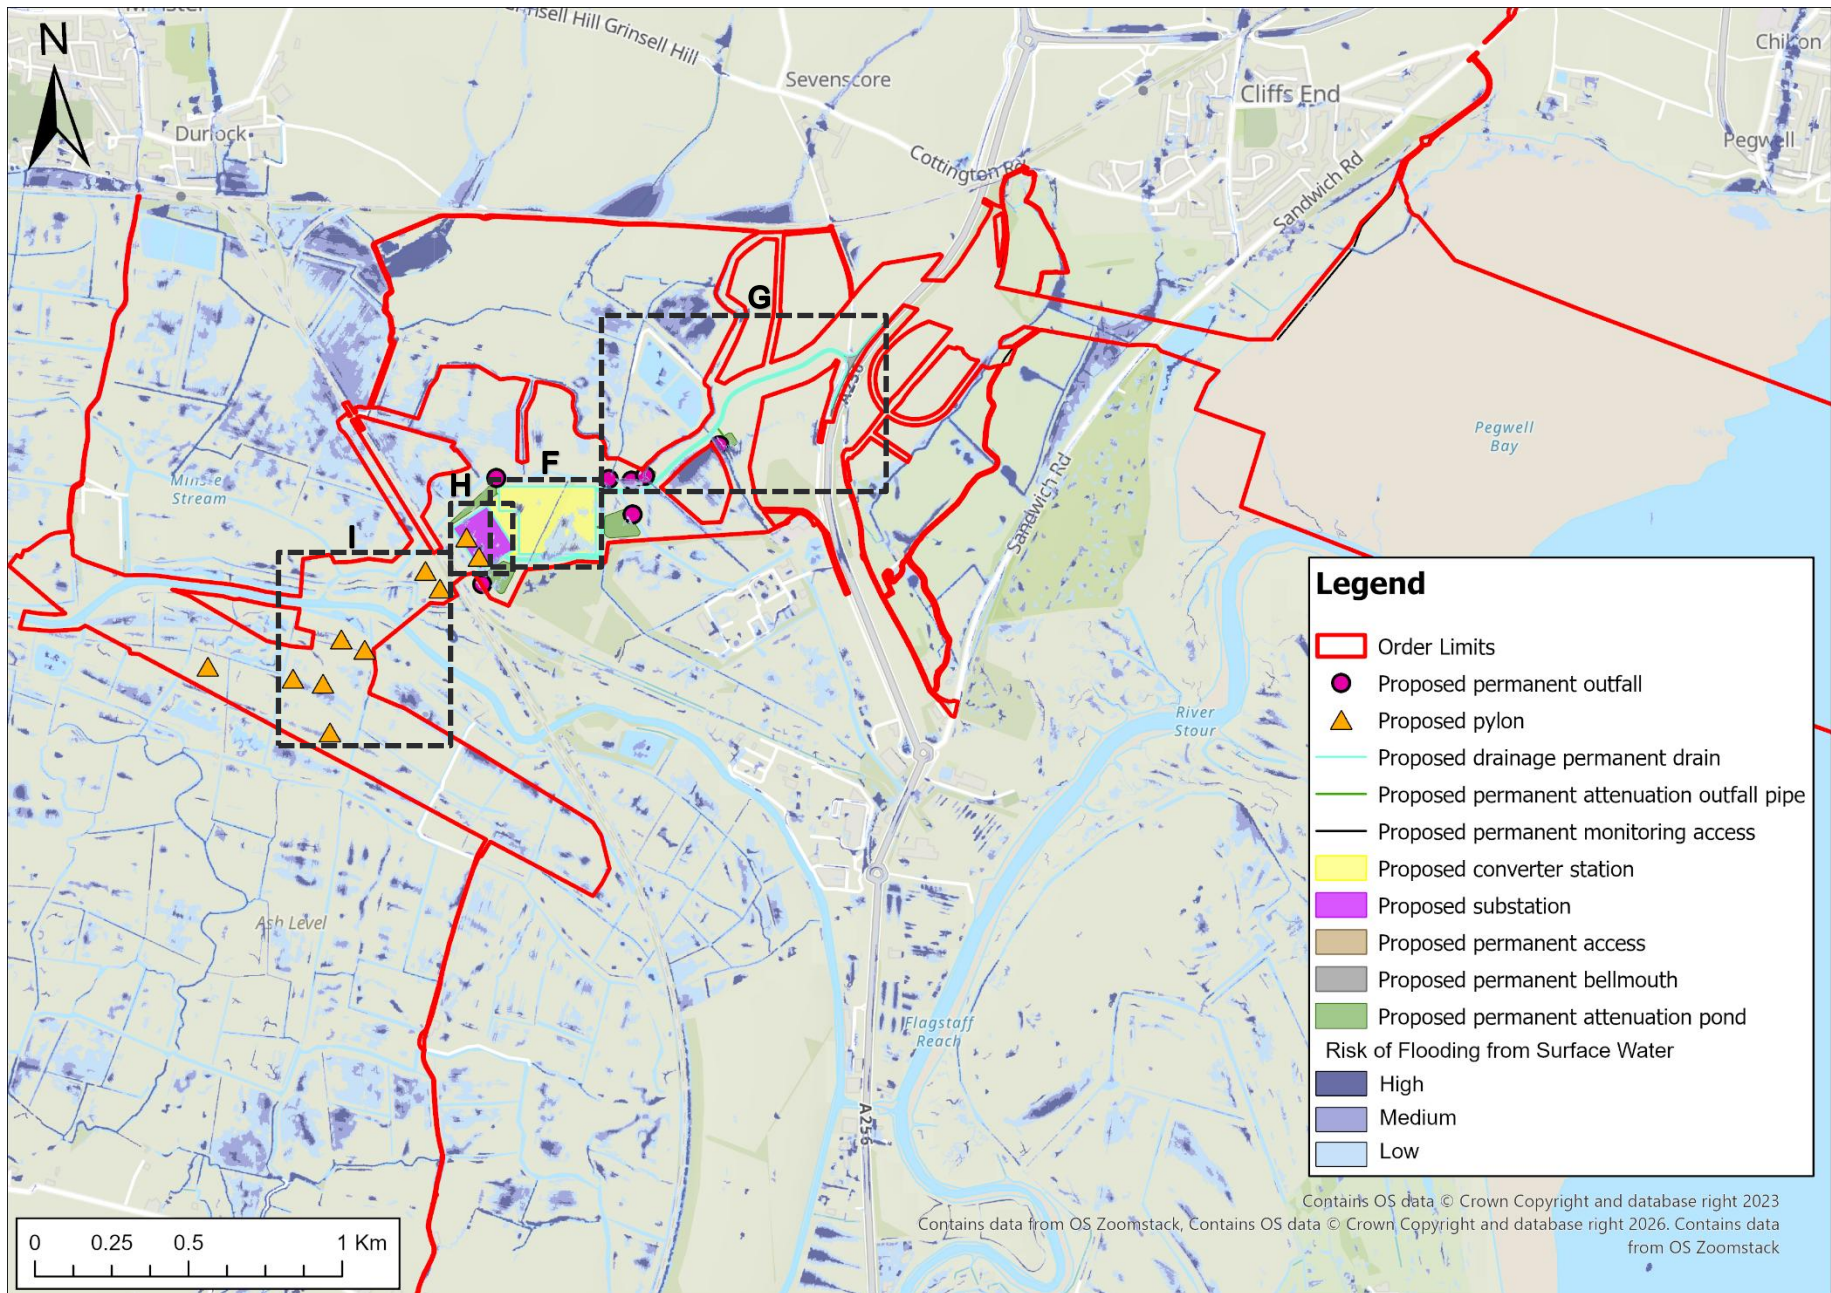 N
Grinsell Hill Grinsell Hill
Minster
Sevenscore
Chilton
Cliffs End
Durlock
Pegwell
Cottington Rd
Sandwich Rd
G
A256
Pegwell
Bay
F
H
Minster
Stream
Sandwich Rd
I
River
Stour
Ash Level
Flagstaff
Reach
A256
Legend
Order Limits
Proposed permanent outfall
Proposed pylon
Proposed drainage permanent drain
Proposed permanent attenuation outfall pipe
Proposed permanent monitoring access
Proposed converter station
Proposed substation
Proposed permanent access
Proposed permanent bellmouth
Proposed permanent attenuation pond
Risk of Flooding from Surface Water
High
Medium
Low
0 0.25 0.5 1 Km
Contains OS data © Crown Copyright and database right 2023
Contains data from OS Zoomstack, Contains OS data © Crown Copyright and database right 2026. Contains data
from OS Zoomstack